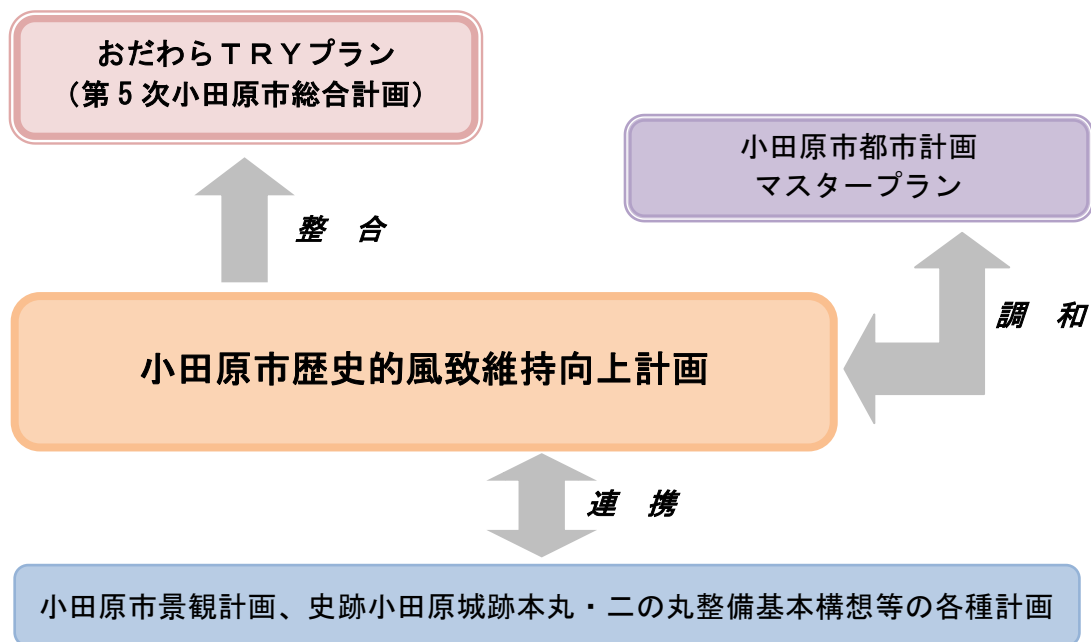 おだわらＴＲＹプラン
（第５次小田原市総合計画）
小田原市都市計画
マスタープラン
整　合
調　和
小田原市歴史的風致維持向上計画
連　携
小田原市景観計画、史跡小田原城跡本丸・二の丸整備基本構想等の各種計画